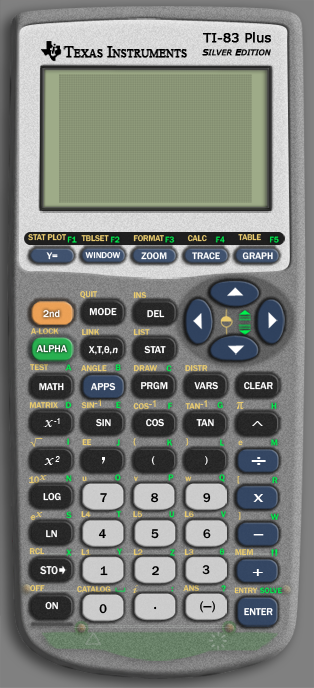 TEXAS INSTRUMENTS TI-83 Plus
SILVER EDITION
STAT PLOT F1 TBLSET F2 FORMAT F3 CALC F4 TABLE F5
Y= WINDOW ZOOM TRACE GRAPH
QUIT INS
2nd MODE DEL
A-LOCK LINK LIST
ALPHA X,T,θ,n STAT
TEST A ANGLE B DRAW C DISTR
MATH APPS PRGM VARS CLEAR
MATRIX D SIN⁻¹ E COS⁻¹ F TAN⁻¹ G π H
x⁻¹ SIN COS TAN ^
√ I EE J { K } L e M
x² , ( ) ÷
10ˣ N u O v P w Q [ R
LOG 7 8 9 x
eˣ S L4 T L5 U L6 V ] W
LN 4 5 6 −
RCL X L1 Y L2 Z L3 θ MEM "
STO➔ 1 2 3 +
OFF CATALOG i : ANS ? ENTRY SOLVE
ON 0 . (−) ENTER